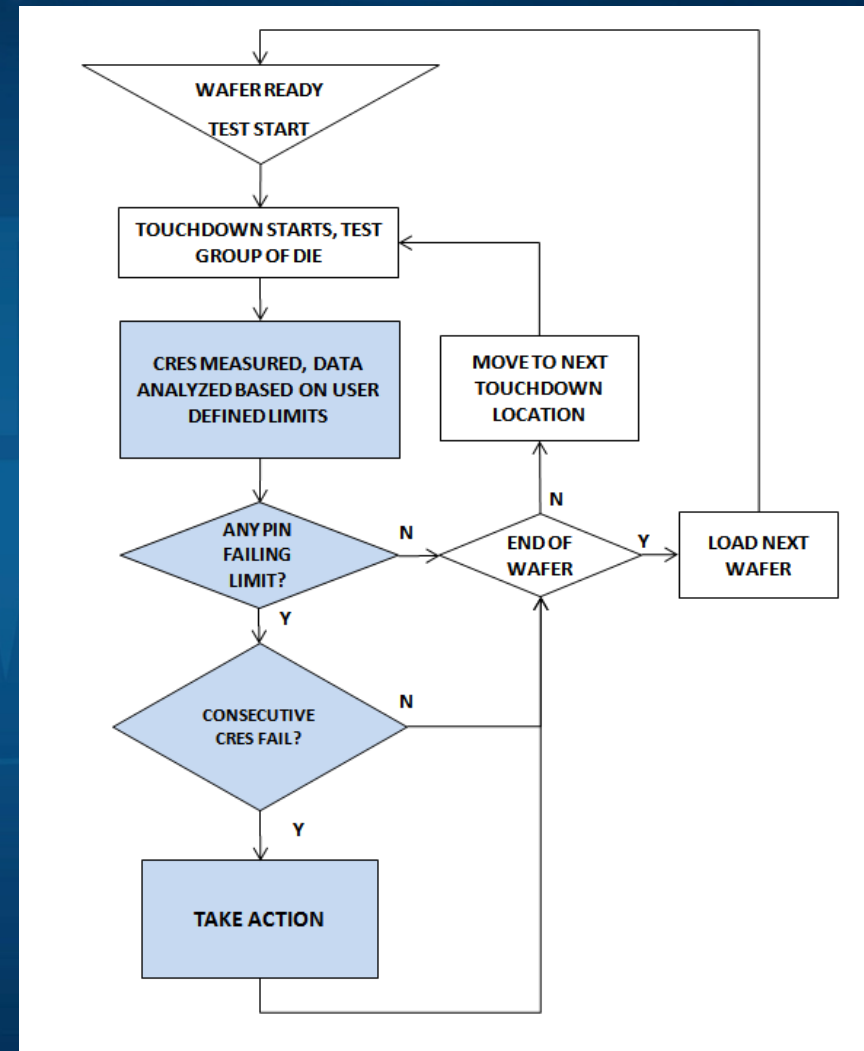 WAFER READY
TEST START
TOUCHDOWN STARTS, TEST
GROUP OF DIE
CRES MEASURED, DATA
ANALYZED BASED ON USER
DEFINED LIMITS
MOVE TO NEXT
TOUCHDOWN
LOCATION
ANY PIN
FAILING
LIMIT?
N
Y
END OF
WAFER
N
Y
LOAD NEXT
WAFER
CONSECUTIVE
CRES FAIL?
N
Y
TAKE ACTION